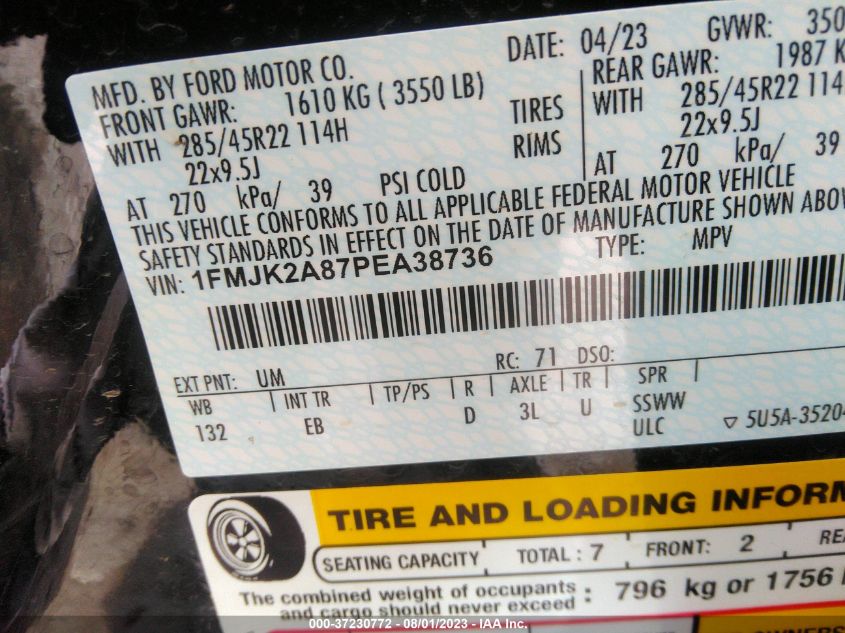 MFD. BY FORD MOTOR CO. DATE: 04/23 GVWR: 350
FRONT GAWR: 1610 KG ( 3550 LB) REAR GAWR: 1987 K
WITH 285/45R22 114H TIRES WITH 285/45R22 114
22x9.5J RIMS 22x9.5J
AT 270 kPa/ 39 PSI COLD AT 270 kPa/ 39
THIS VEHICLE CONFORMS TO ALL APPLICABLE FEDERAL MOTOR VEHICLE
SAFETY STANDARDS IN EFFECT ON THE DATE OF MANUFACTURE SHOWN ABOV
VIN: 1FMJK2A87PEA38736 TYPE: MPV
EXT PNT: UM RC: 71 DSO:
WB INT TR TP/PS R AXLE TR SPR
132 EB D 3L U SSWW
ULC ▽ 5U5A-35204
TIRE AND LOADING INFORM
SEATING CAPACITY TOTAL : 7 FRONT: 2 REA
The combined weight of occupants and cargo should never exceed : 796 kg or 1756
000-37230772 - 08/01/2023 - IAA Inc.